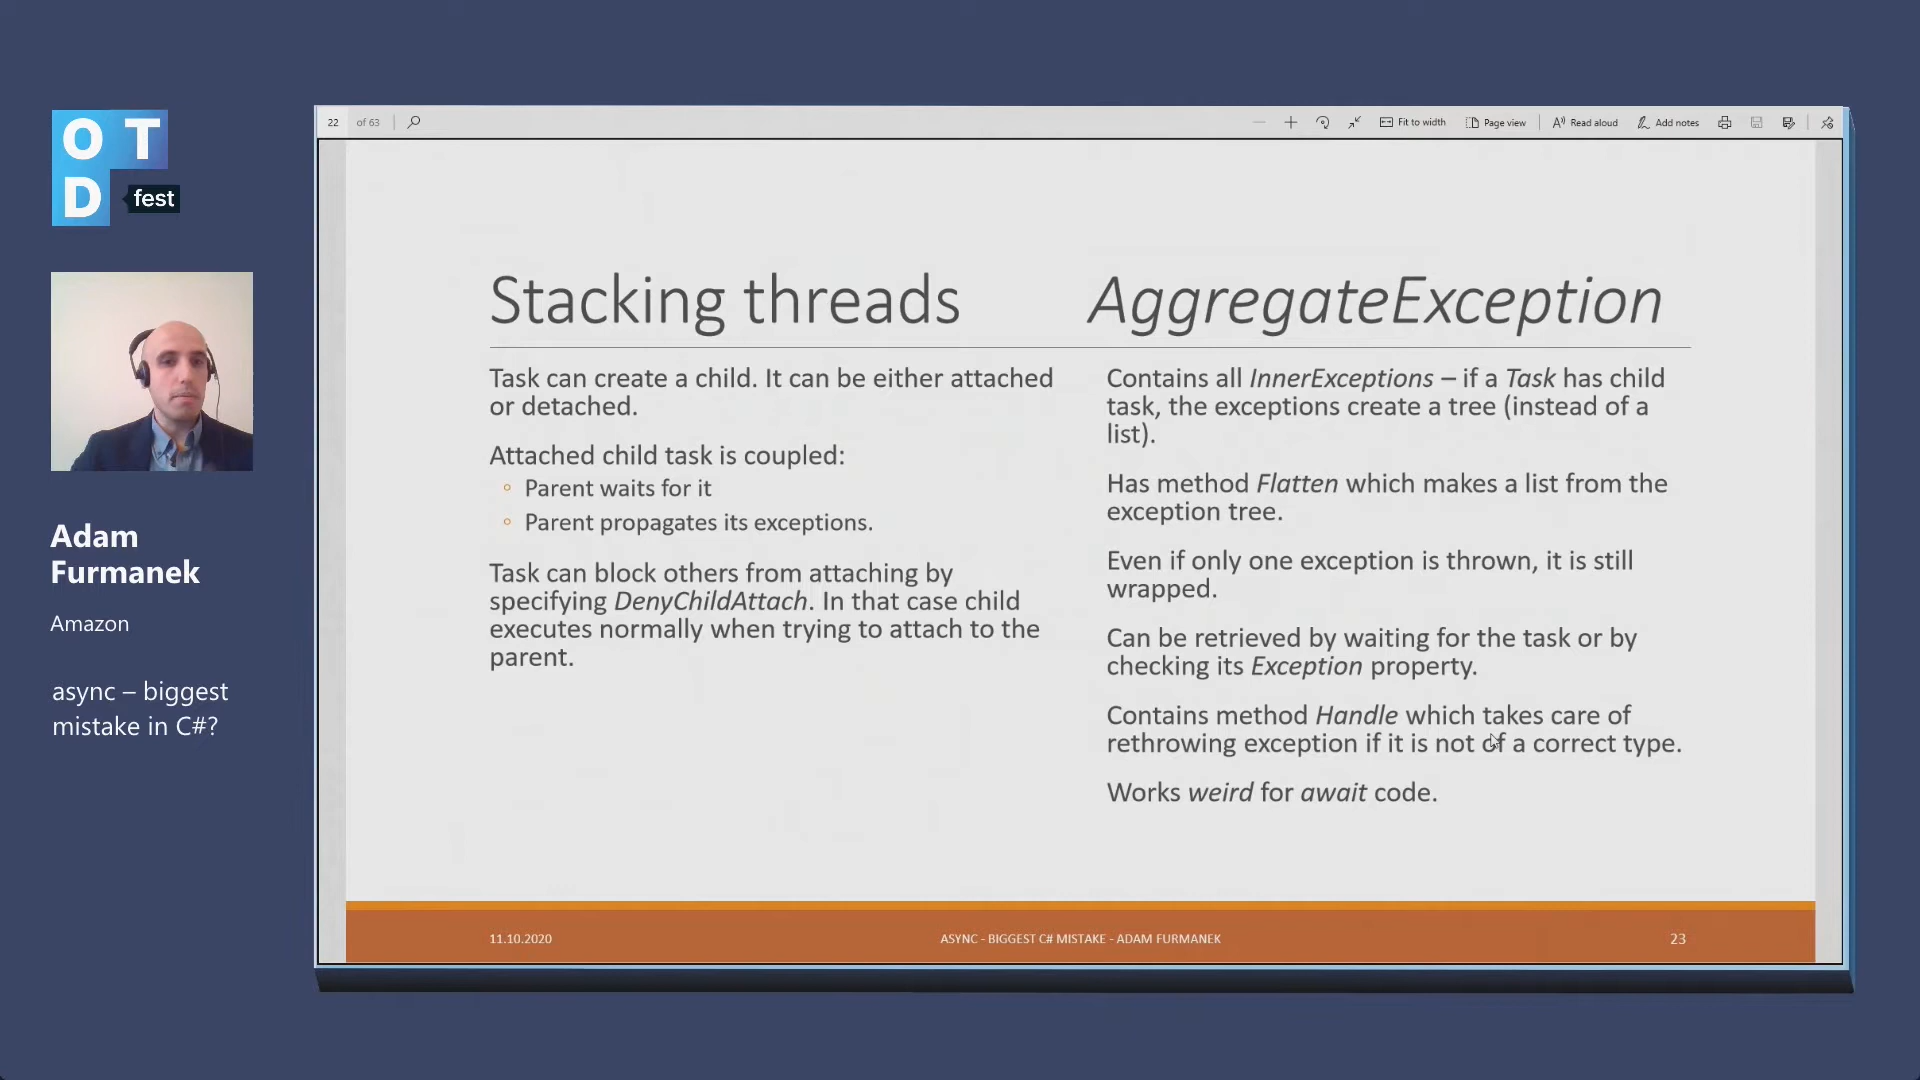 O T
D fest
Adam
Furmanek
Amazon
async – biggest
mistake in C#?
22 of 63 Fit to width Page view Read aloud Add notes
Stacking threads
Task can create a child. It can be either attached
or detached.
Attached child task is coupled:
Parent waits for it
Parent propagates its exceptions.
Task can block others from attaching by
specifying DenyChildAttach. In that case child
executes normally when trying to attach to the
parent.
AggregateException
Contains all InnerExceptions – if a Task has child
task, the exceptions create a tree (instead of a
list).
Has method Flatten which makes a list from the
exception tree.
Even if only one exception is thrown, it is still
wrapped.
Can be retrieved by waiting for the task or by
checking its Exception property.
Contains method Handle which takes care of
rethrowing exception if it is not of a correct type.
Works weird for await code.
11.10.2020 ASYNC - BIGGEST C# MISTAKE - ADAM FURMANEK 23